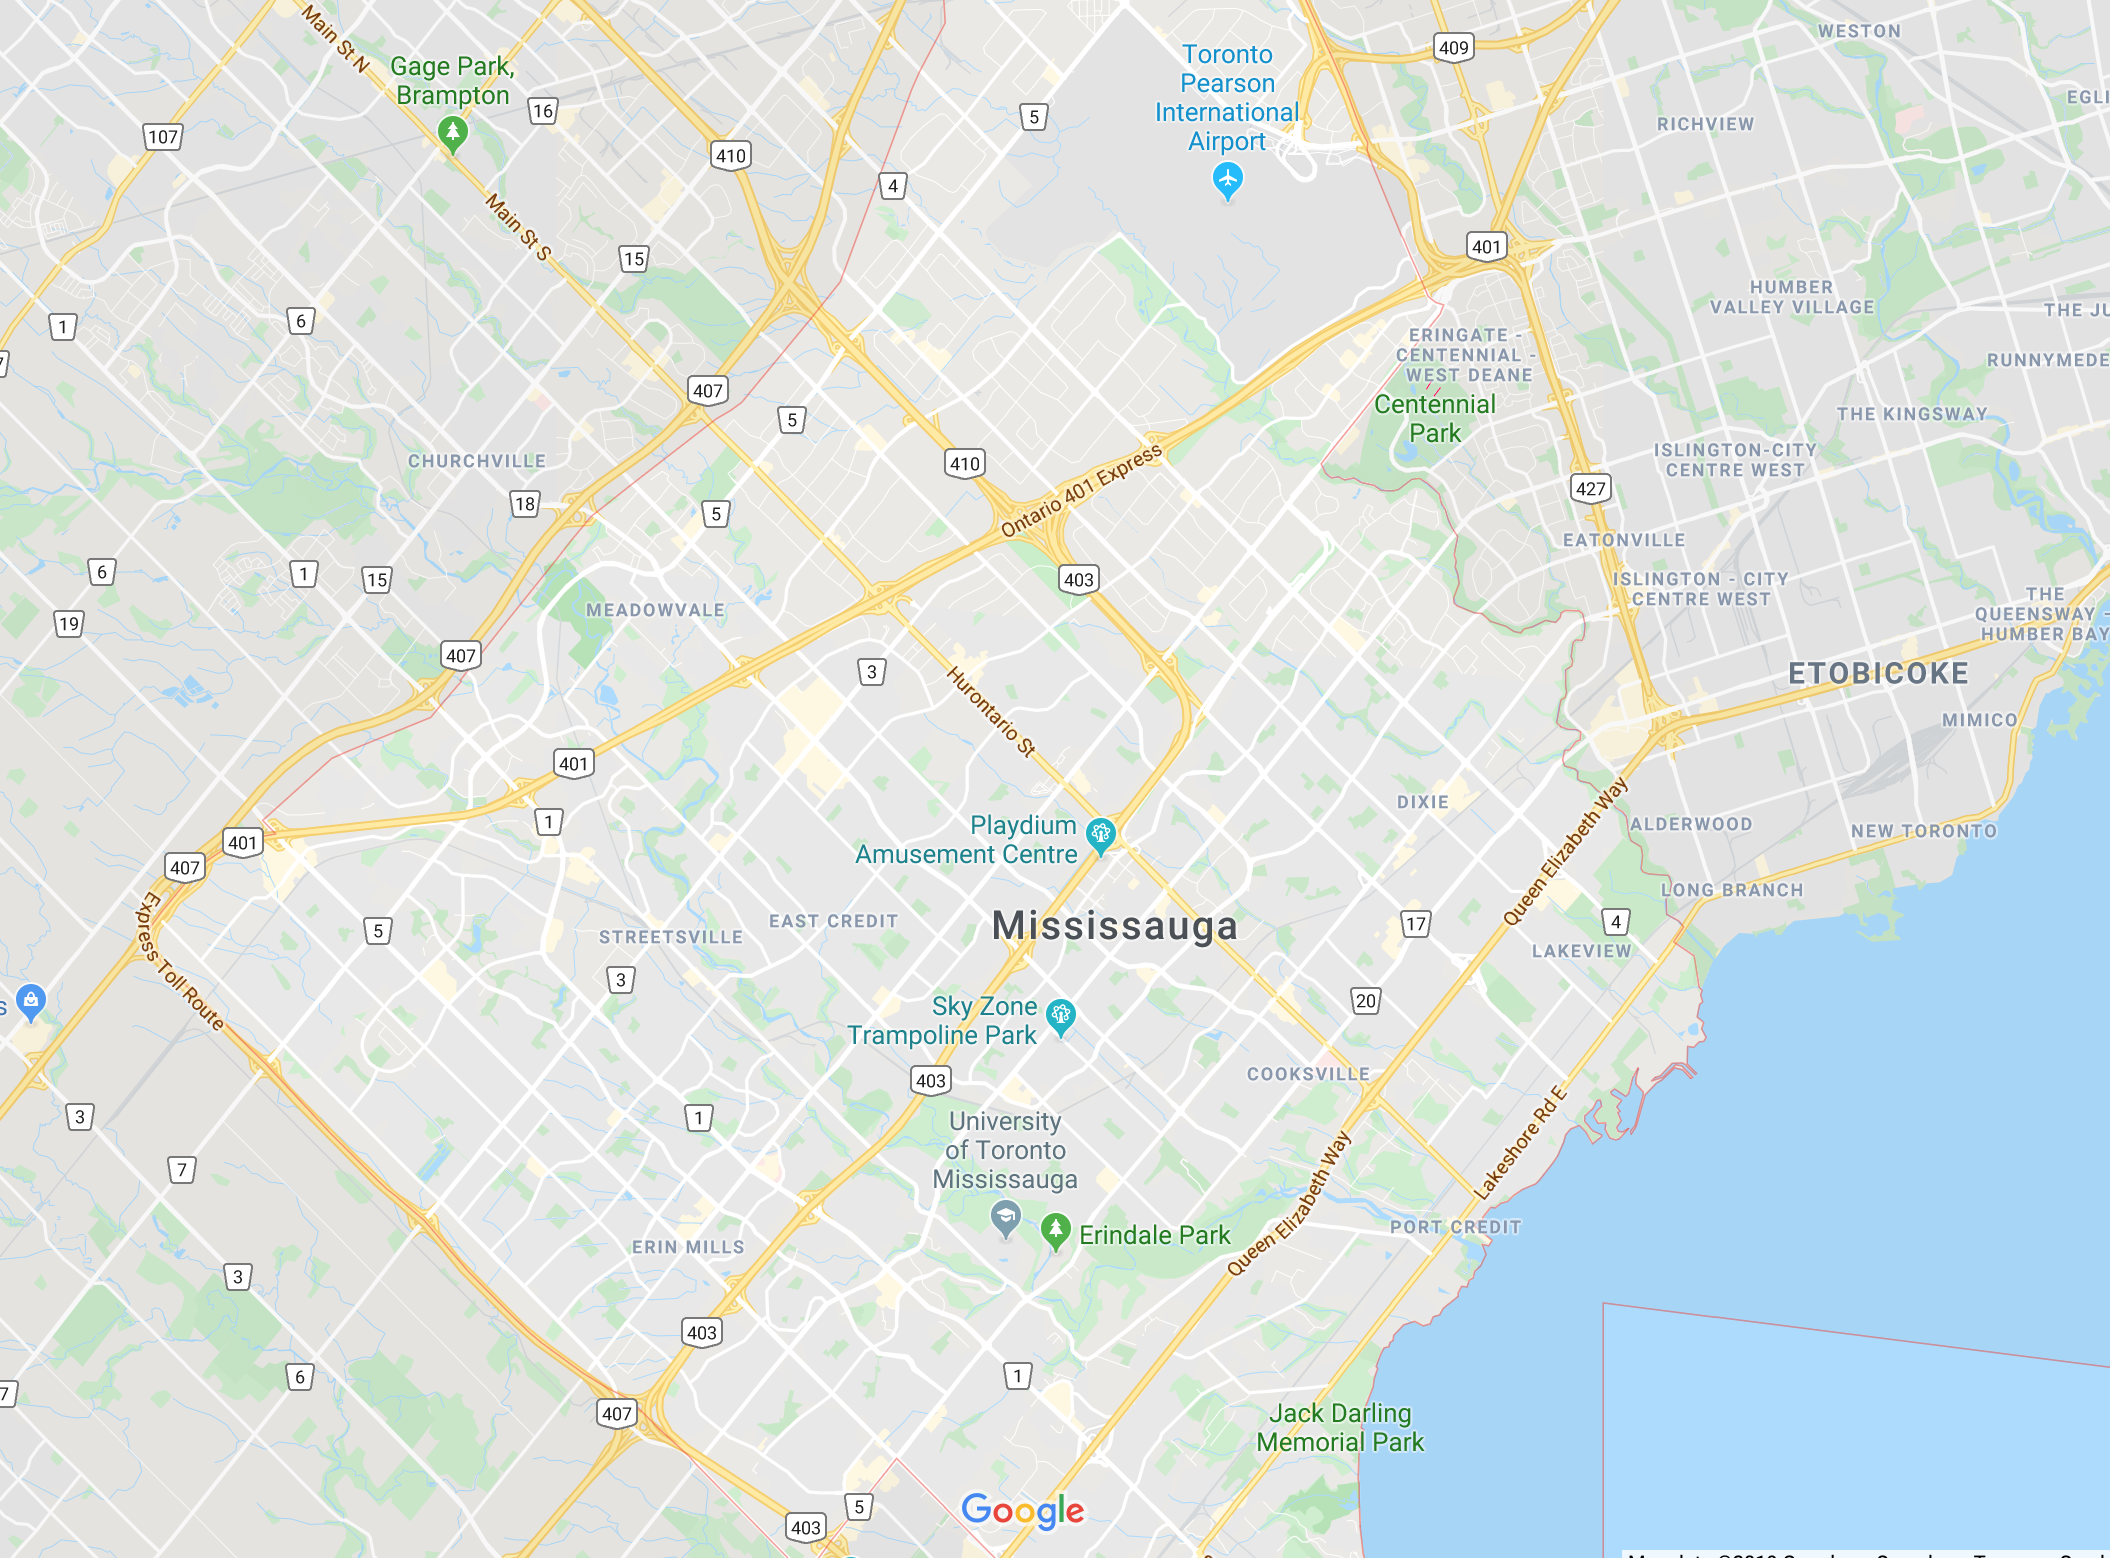 Main St N
Gage Park,
Brampton
107
16
410
5
4
Toronto
Pearson
International
Airport
409
WESTON
EGLI
RICHVIEW
Main St S
15
6
1
7
401
HUMBER
VALLEY VILLAGE
THE JU
RUNNYMEDE
ERINGATE -
CENTENNIAL -
WEST DEANE
Centennial
Park
THE KINGSWAY
ISLINGTON-CITY
CENTRE WEST
407
5
410
Ontario 401 Express
CHURCHVILLE
18
5
427
EATONVILLE
ISLINGTON - CITY
CENTRE WEST
THE
QUEENSWAY -
HUMBER BAY
6
1
15
19
403
MEADOWVALE
407
3
Hurontario St
ETOBICOKE
MIMICO
401
1
DIXIE
ALDERWOOD
NEW TORONTO
Queen Elizabeth Way
Playdium
Amusement Centre
401
407
Express Toll Route
LONG BRANCH
5
STREETSVILLE
EAST CREDIT
Mississauga
17
4
LAKEVIEW
3
20
s
Sky Zone
Trampoline Park
403
COOKSVILLE
Lakeshore Rd E
3
1
7
University
of Toronto
Mississauga
Erindale Park
Queen Elizabeth Way
PORT CREDIT
ERIN MILLS
3
403
6
7
1
407
Jack Darling
Memorial Park
5
403
Google